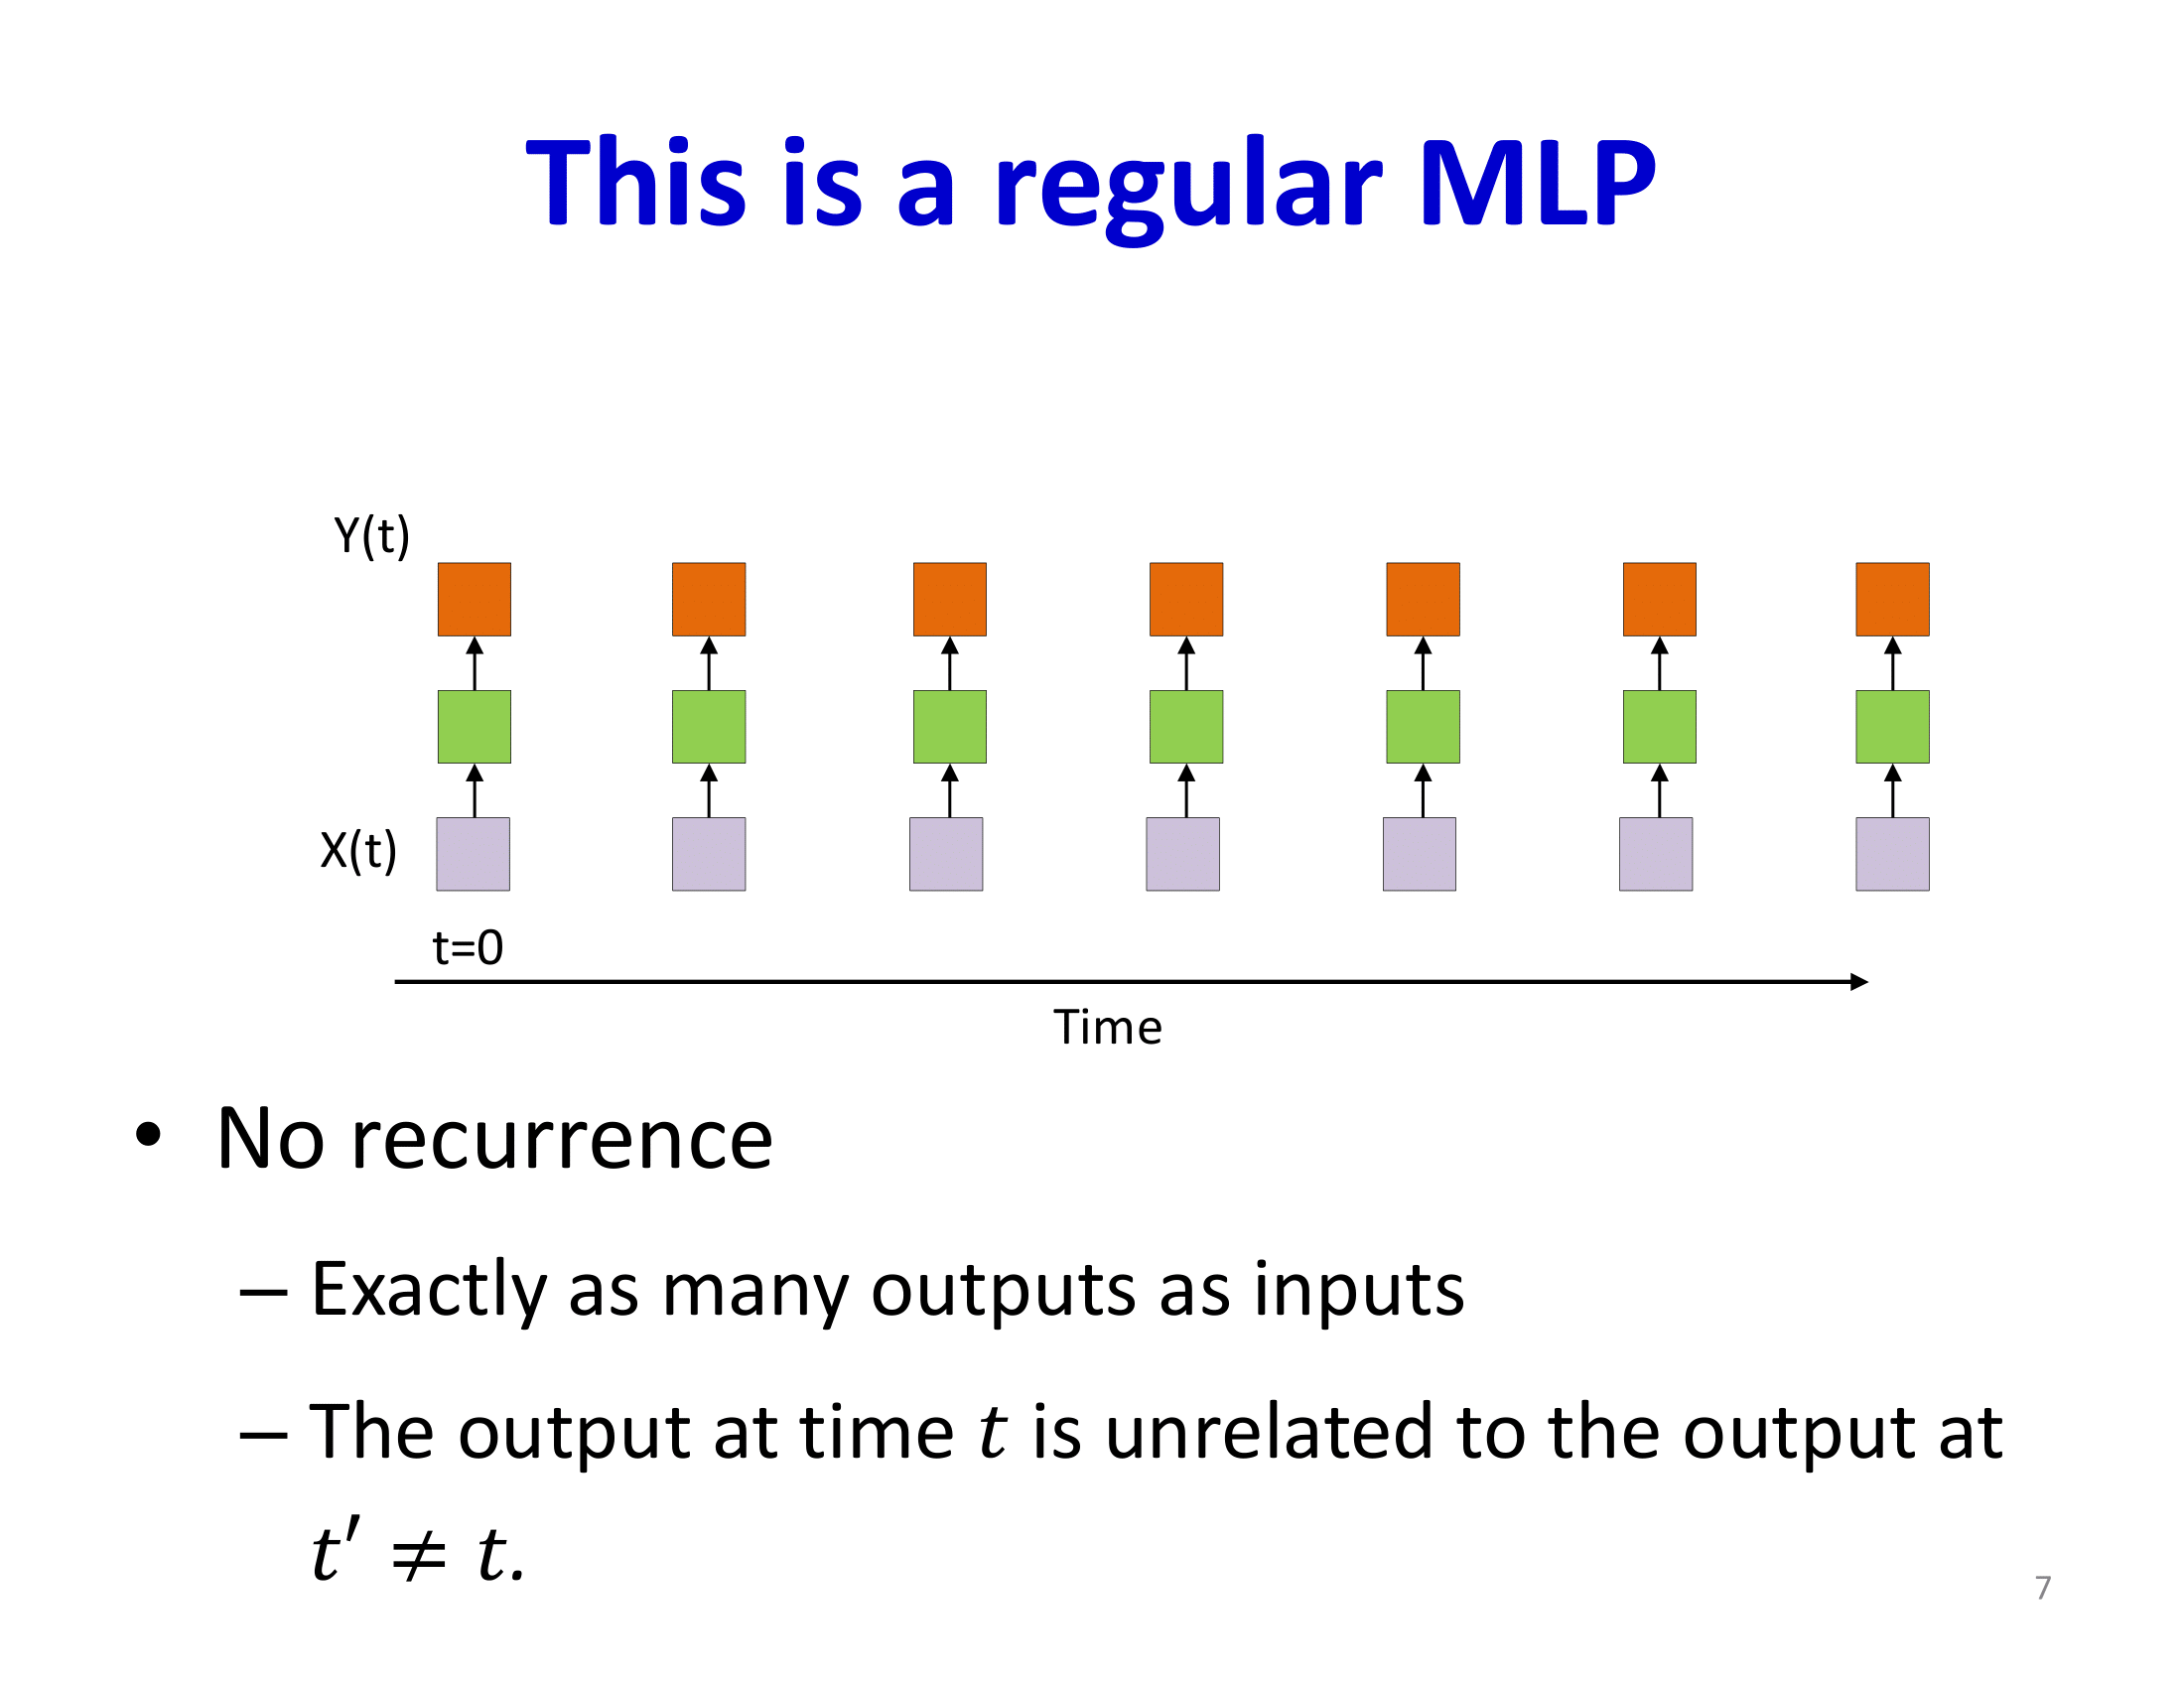 This is a regular MLP
Y(t)
X(t)
t=0
Time
• No recurrence
– Exactly as many outputs as inputs
– The output at time t is unrelated to the output at
t′ ≠ t.
7